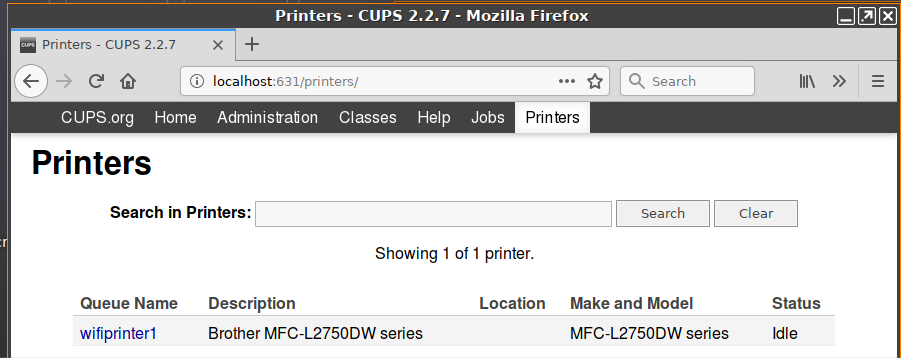 Printers - CUPS 2.2.7 - Mozilla Firefox
CUPS Printers - CUPS 2.2.7
localhost:631/printers/ Search
CUPS.org Home Administration Classes Help Jobs Printers
Printers
Search in Printers: Search Clear
Showing 1 of 1 printer.
Queue Name Description Location Make and Model Status
wifiprinter1 Brother MFC-L2750DW series MFC-L2750DW series Idle